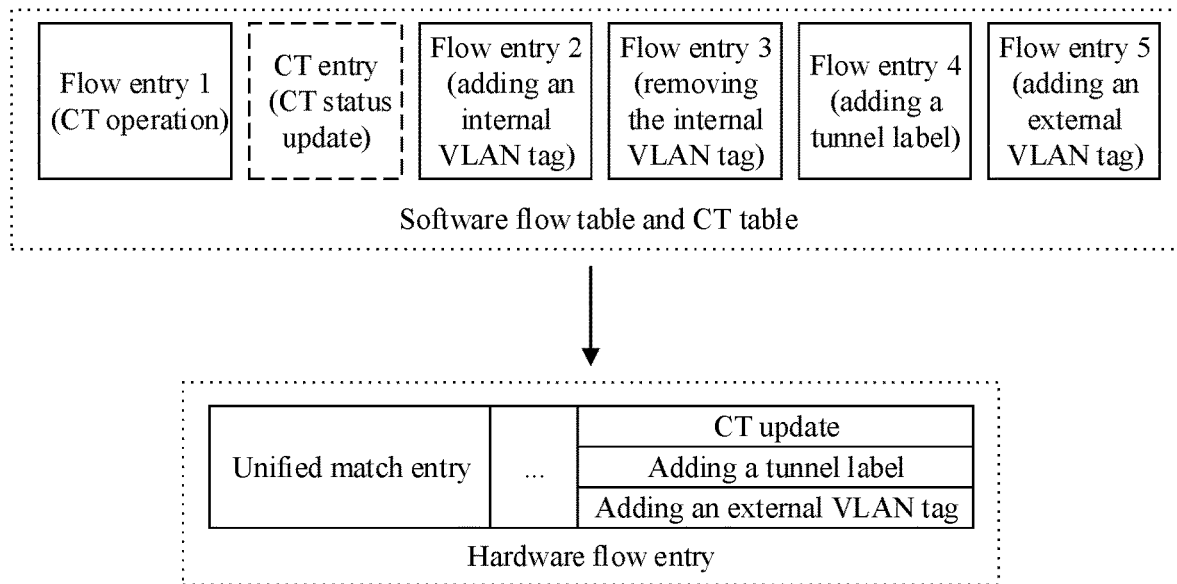 Flow entry 1
(CT operation)
CT entry
(CT status
update)
Flow entry 2
(adding an
internal
VLAN tag)
Flow entry 3
(removing
the internal
VLAN tag)
Flow entry 4
(adding a
tunnel label)
Flow entry 5
(adding an
external
VLAN tag)
Software flow table and CT table
Unified match entry
...
CT update
Adding a tunnel label
Adding an external VLAN tag
Hardware flow entry